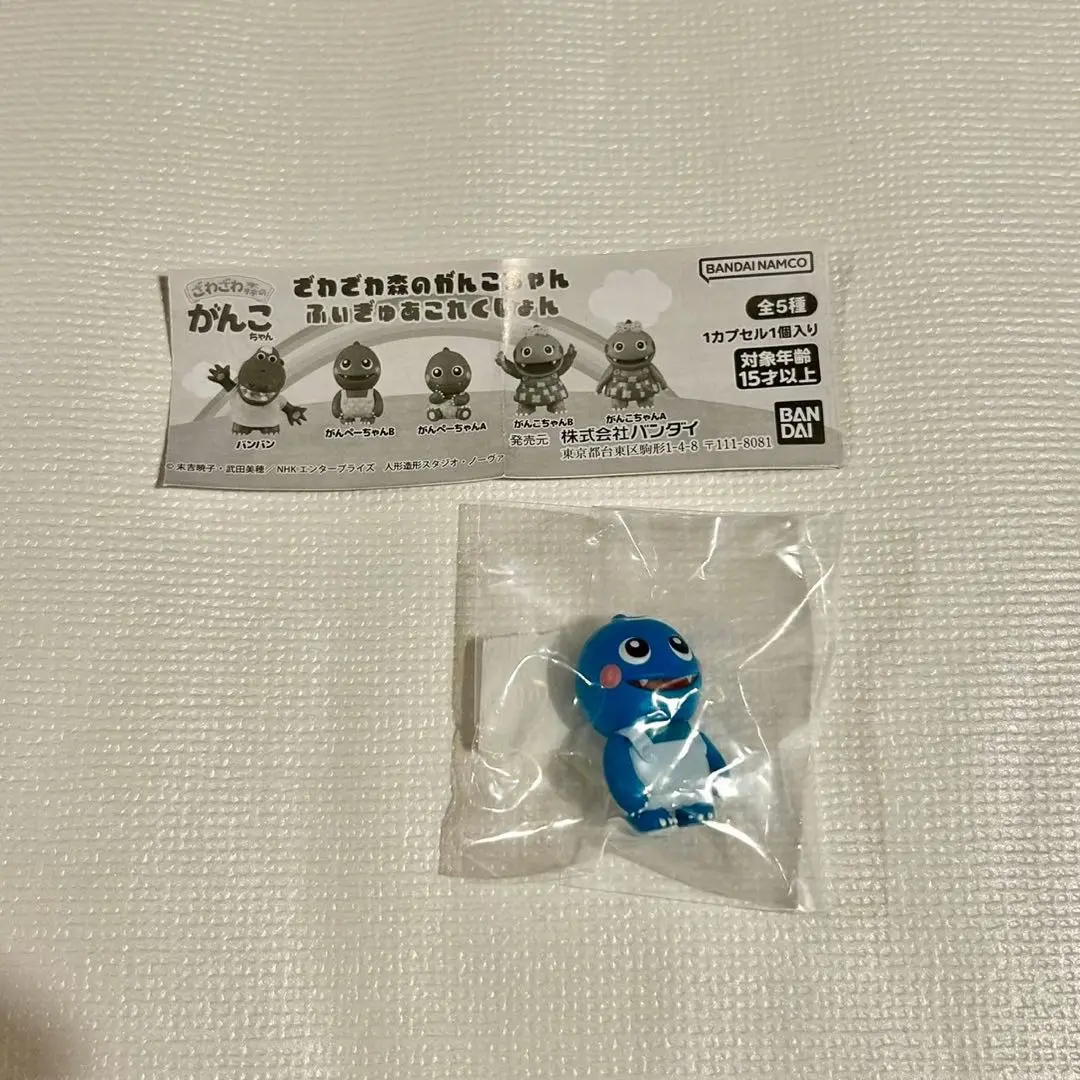 ざわざわ森の
がんこ
ちゃん
ざわざわ森のがんこちゃん
ふぃぎゅあこれくしょん
BANDAI NAMCO
全5種
1カプセル1個入り
対象年齢
15才以上
バンバン
がんぺーちゃんB
がんぺーちゃんA
がんこちゃんB
がんこちゃんA
発売元 株式会社バンダイ
東京都台東区駒形1-4-8 〒111-8081
BAN
DAI
© 末吉暁子・武田美穂／NHKエンタープライズ 人形造形スタジオ・ノーヴァ